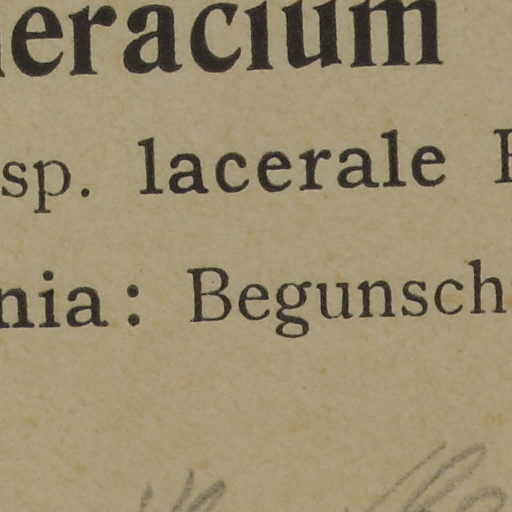 eracium
sp. lacerale
nia: Begunsch